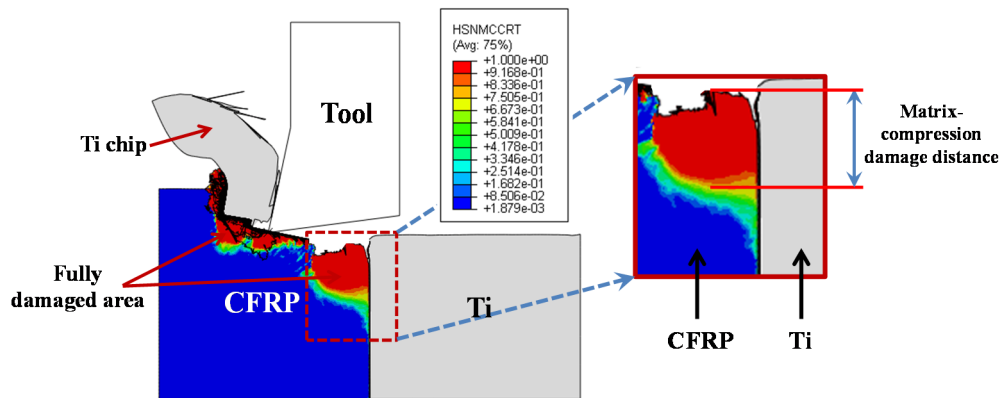 HSNMCCRT
(Avg: 75%)
+1.000e+00
+9.168e-01
+8.336e-01
+7.505e-01
+6.673e-01
+5.841e-01
+5.009e-01
+4.178e-01
+3.346e-01
+2.514e-01
+1.682e-01
+8.506e-02
+1.879e-03
Tool
Ti chip
Fully
damaged area
CFRP
Ti
Matrix-
compression
damage distance
CFRP
Ti